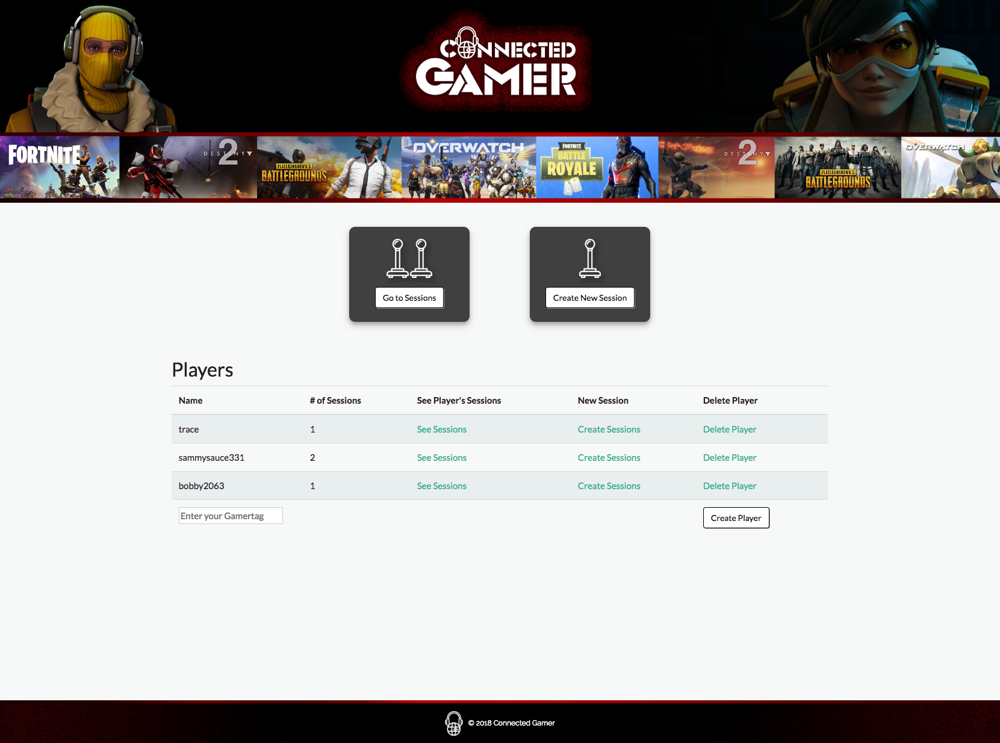 CONNECTED
GAMER
FORTNITE
DESTINY 2
PLAYERUNKNOWN'S
BATTLEGROUNDS
OVERWATCH
FORTNITE
BATTLE
ROYALE
DESTINY 2
PLAYERUNKNOWN'S
BATTLEGROUNDS
OVERWATCH
Go to Sessions
Create New Session
Players
Name # of Sessions See Player's Sessions New Session Delete Player
trace 1 See Sessions Create Sessions Delete Player
sammysauce331 2 See Sessions Create Sessions Delete Player
bobby2063 1 See Sessions Create Sessions Delete Player
Enter your Gamertag Create Player
© 2018 Connected Gamer